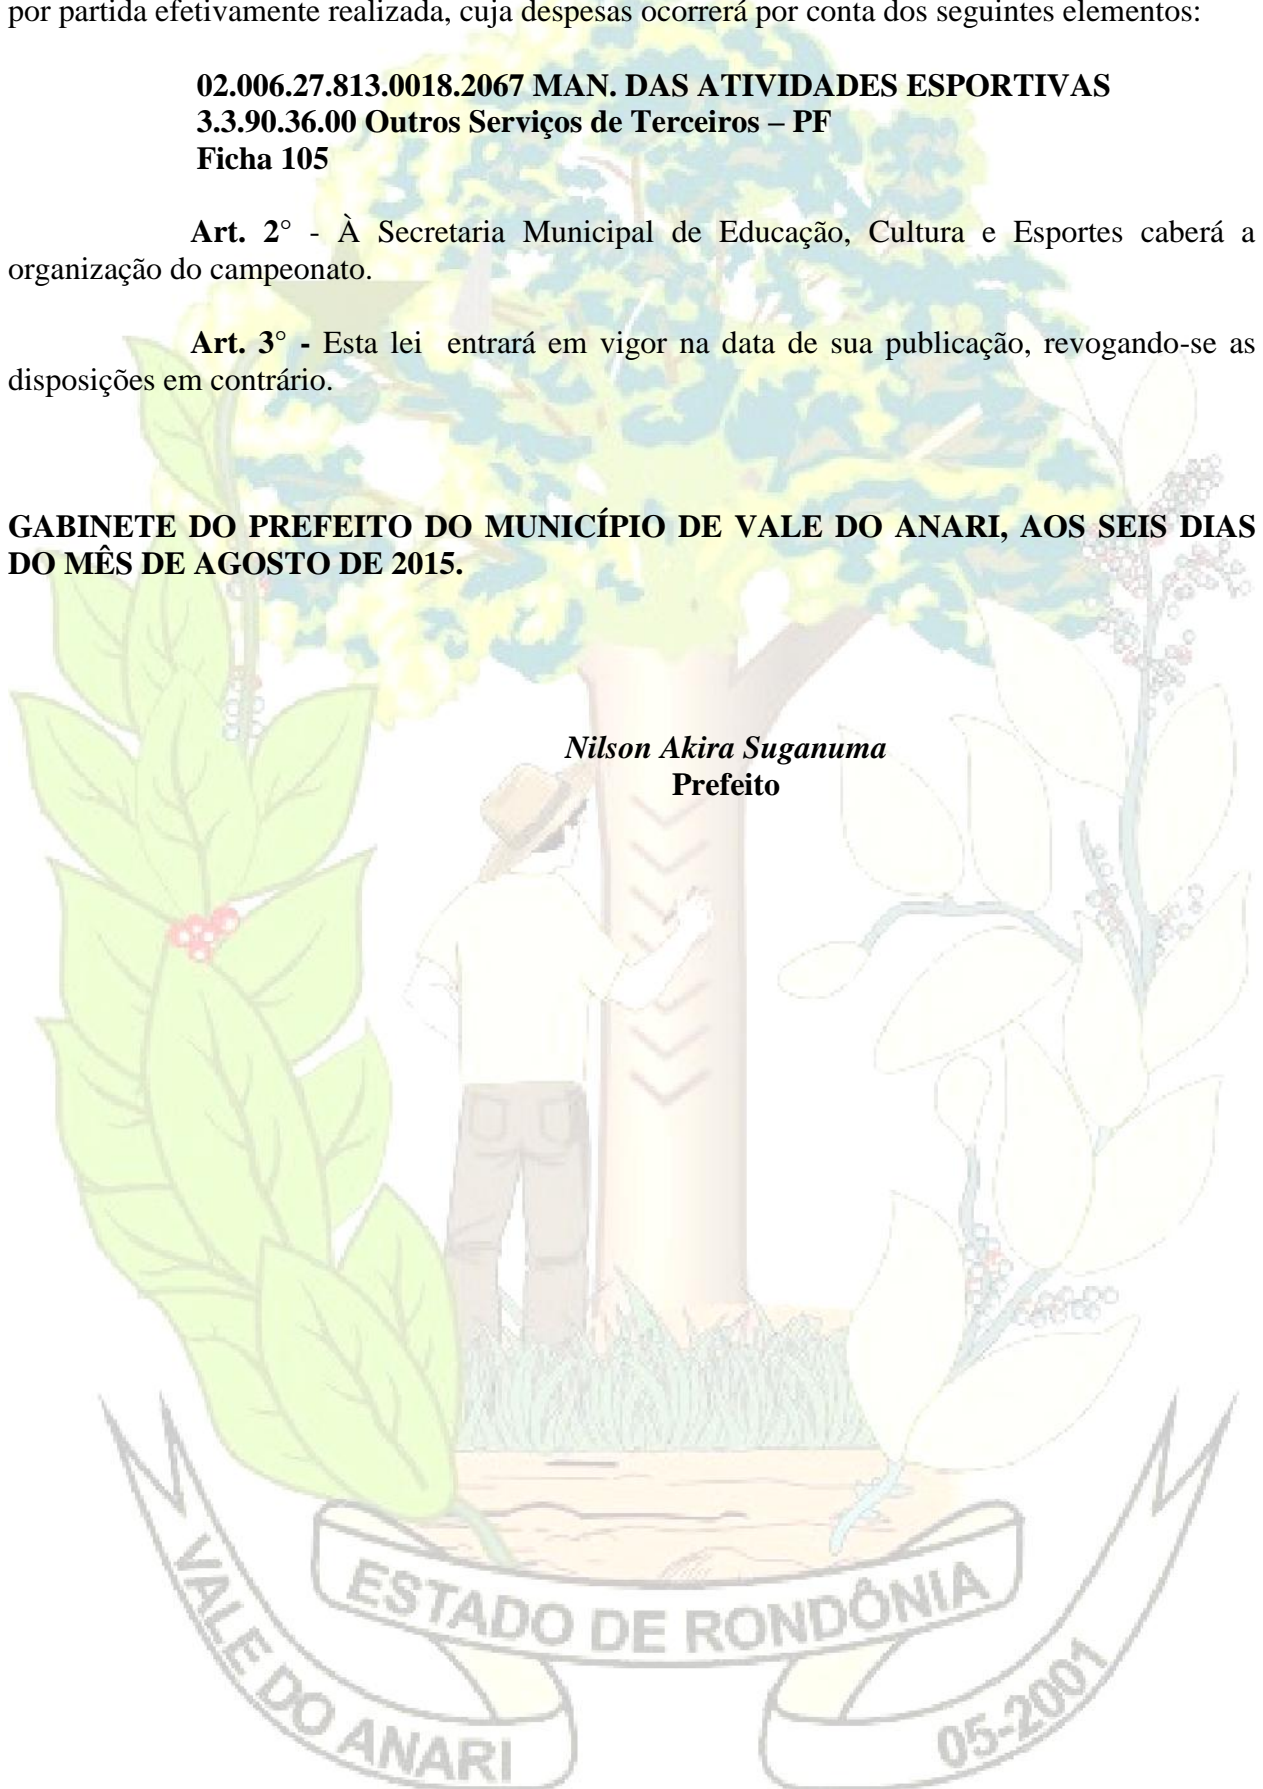 por partida efetivamente realizada, cuja despesas ocorrerá por conta dos seguintes elementos:
02.006.27.813.0018.2067 MAN. DAS ATIVIDADES ESPORTIVAS
3.3.90.36.00 Outros Serviços de Terceiros – PF
Ficha 105
Art. 2° - À Secretaria Municipal de Educação, Cultura e Esportes caberá a
organização do campeonato.
Art. 3° - Esta lei entrará em vigor na data de sua publicação, revogando-se as
disposições em contrário.
GABINETE DO PREFEITO DO MUNICÍPIO DE VALE DO ANARI, AOS SEIS DIAS
DO MÊS DE AGOSTO DE 2015.
Nilson Akira Suganuma
Prefeito
ESTADO DE RONDÔNIA
VALE DO ANARI
05-2001